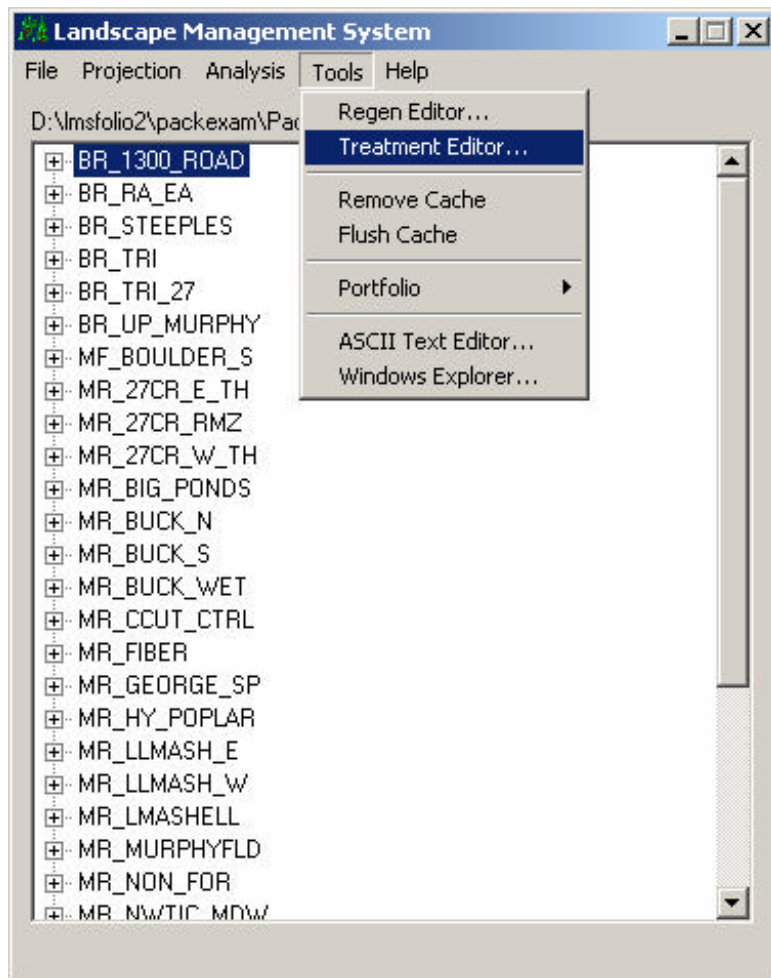 Landscape Management System
File Projection Analysis Tools Help
D:\lmsfolio2\packexam\Pac
Regen Editor...
Treatment Editor...
Remove Cache
Flush Cache
Portfolio
ASCII Text Editor...
Windows Explorer...
BR_1300_ROAD
BR_RA_EA
BR_STEEPLES
BR_TRI
BR_TRI_27
BR_UP_MURPHY
MF_BOULDER_S
MR_27CR_E_TH
MR_27CR_RMZ
MR_27CR_W_TH
MR_BIG_PONDS
MR_BUCK_N
MR_BUCK_S
MR_BUCK_WET
MR_CCUT_CTRL
MR_FIBER
MR_GEORGE_SP
MR_HY_POPLAR
MR_LLMASH_E
MR_LLMASH_W
MR_LMASHELL
MR_MURPHYFLD
MR_NON_FOR
MR_NWTIC_MDW